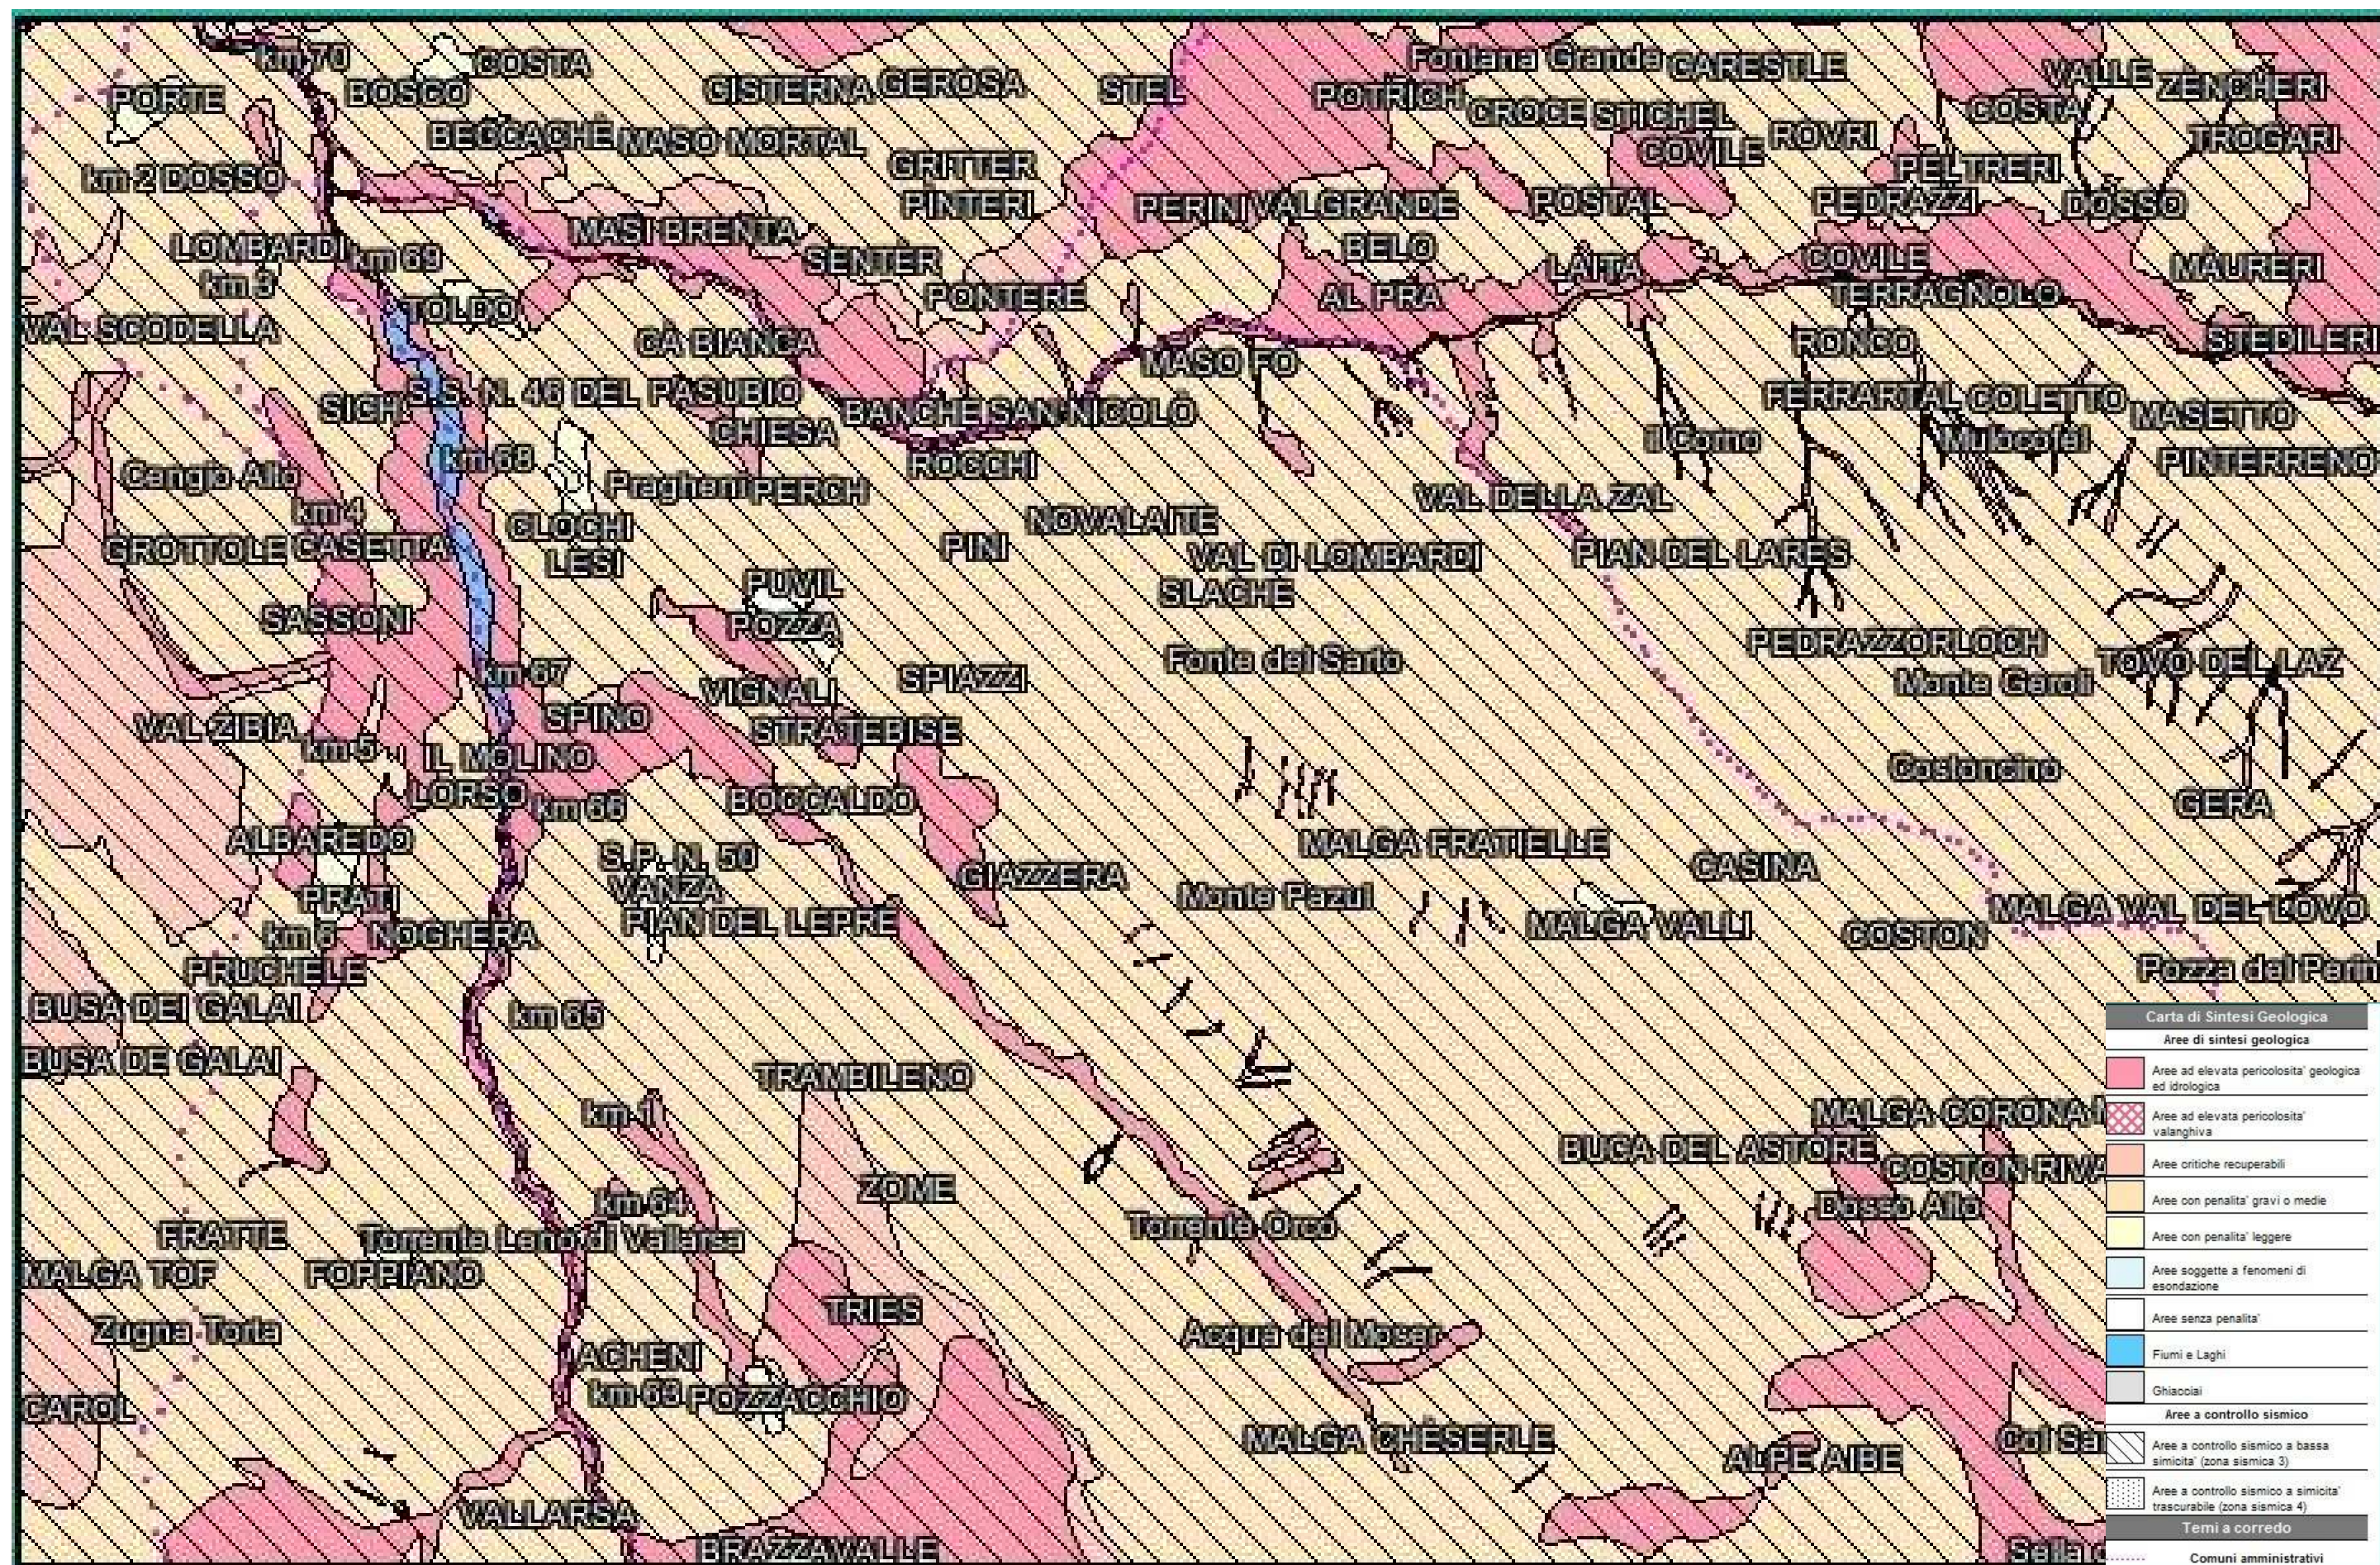 km 70
COSTA
Fontana Grande
CARESTLE
PORTE
BOSCO
CISTERNA
GEROSA
STEL
POTRICH
VALLE
ZENCHERI
BECCACHÈ
MASO MORTAL
CROCE
STICHEL
COSTA
TROGARI
COVILE
ROVRI
km 2
DOSSO
GRITTER
PINTERI
PERINI
VALGRANDE
POSTAL
PELTRERI
PEDRAZZI
DOSSO
LOMBARDI
km 69
MASI BRENTA
SENTER
BELO
LAITA
COVILE
MAURERI
km 3
TOLDO
PONTERE
AL PRA
TERRAGNOLO
VAL SCODELLA
CÀ BIANCA
MASO FO
RONCO
STEDILERI
SICH
S.S. N. 46 DEL PASUBIO
BANCHE
SAN NICOLÒ
FERRARTAL
COLETTO
MASETTO
CHIESA
il Corno
Mulocofel
Cengio Alto
km 68
Pragheni
PERCH
ROCCHI
PINTERRENO
km 4
CLOCHI
NOWALAITE
VAL DELLA ZAL
GROTTOLE
CASETTA
LESI
PINI
VAL DI LOMBARDI
PIAN DEL LARES
PUVIL
SLACHE
SASSONI
POZZA
km 67
VIGNALI
SPIAZZI
Fonte del Sarto
PEDRAZZORLOCH
Monte Geroli
TOVO DEL LAZ
VAL ZIBIA
km 5
SPINO
STRATEBISE
IL MOLINO
Costoncino
LORSO
km 66
BOCCALDO
GERA
ALBAREDO
S.P. N. 50
MALGA FRATIELLE
PRATI
VANZA
GIAZZERA
Monte Pazul
CASINA
km 6
NOGHERA
PIAN DEL LEPRE
MALGA VALLI
COSTON
MALGA VAL DEL LOVO
PRUCHELE
Pozza del Perin
BUSA DEI GALAI
km 65
BUSA DE GALAI
TRAMBILENO
km 1
MALGA CORONA
BUCA DEL ASTORE
COSTON RIVA
ZOME
km 64
Dosso Alto
FRATTE
Torrente Leno di Vallarsa
Torrente Orco
MALGA TOF
FOPPIANO
TRIES
Zugna Torta
Acqua del Moser
ACHENI
CAROL
km 63
POZZACCHIO
MALGA CHÈSERLE
ALPE AIBE
VALLARSA
BRAZZAVALLE
Carta di Sintesi Geologica
Aree di sintesi geologica
Aree ad elevata pericolosita' geologica
ed idrologica
Aree ad elevata pericolosita'
valanghiva
Aree critiche recuperabili
Aree con penalita' gravi o medie
Aree con penalita' leggere
Aree soggette a fenomeni di
esondazione
Aree senza penalita'
Fiumi e Laghi
Ghiacciai
Aree a controllo sismico
Aree a controllo sismico a bassa
simicita' (zona sismica 3)
Aree a controllo sismico a simicita'
trascurabile (zona sismica 4)
Temi a corredo
Comuni amministrativi